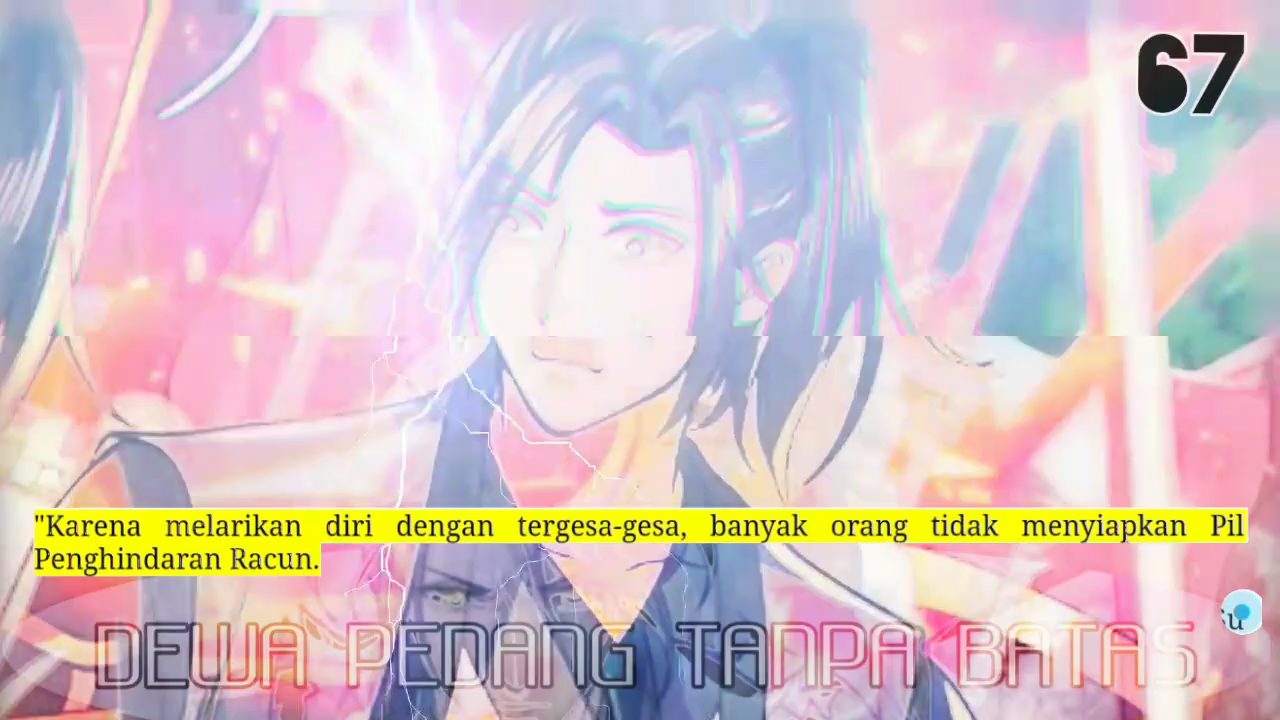 67
"Karena melarikan diri dengan tergesa-gesa, banyak orang tidak menyiapkan Pil
Penghindaran Racun.
DEWA PEDANG TANPA BATAS